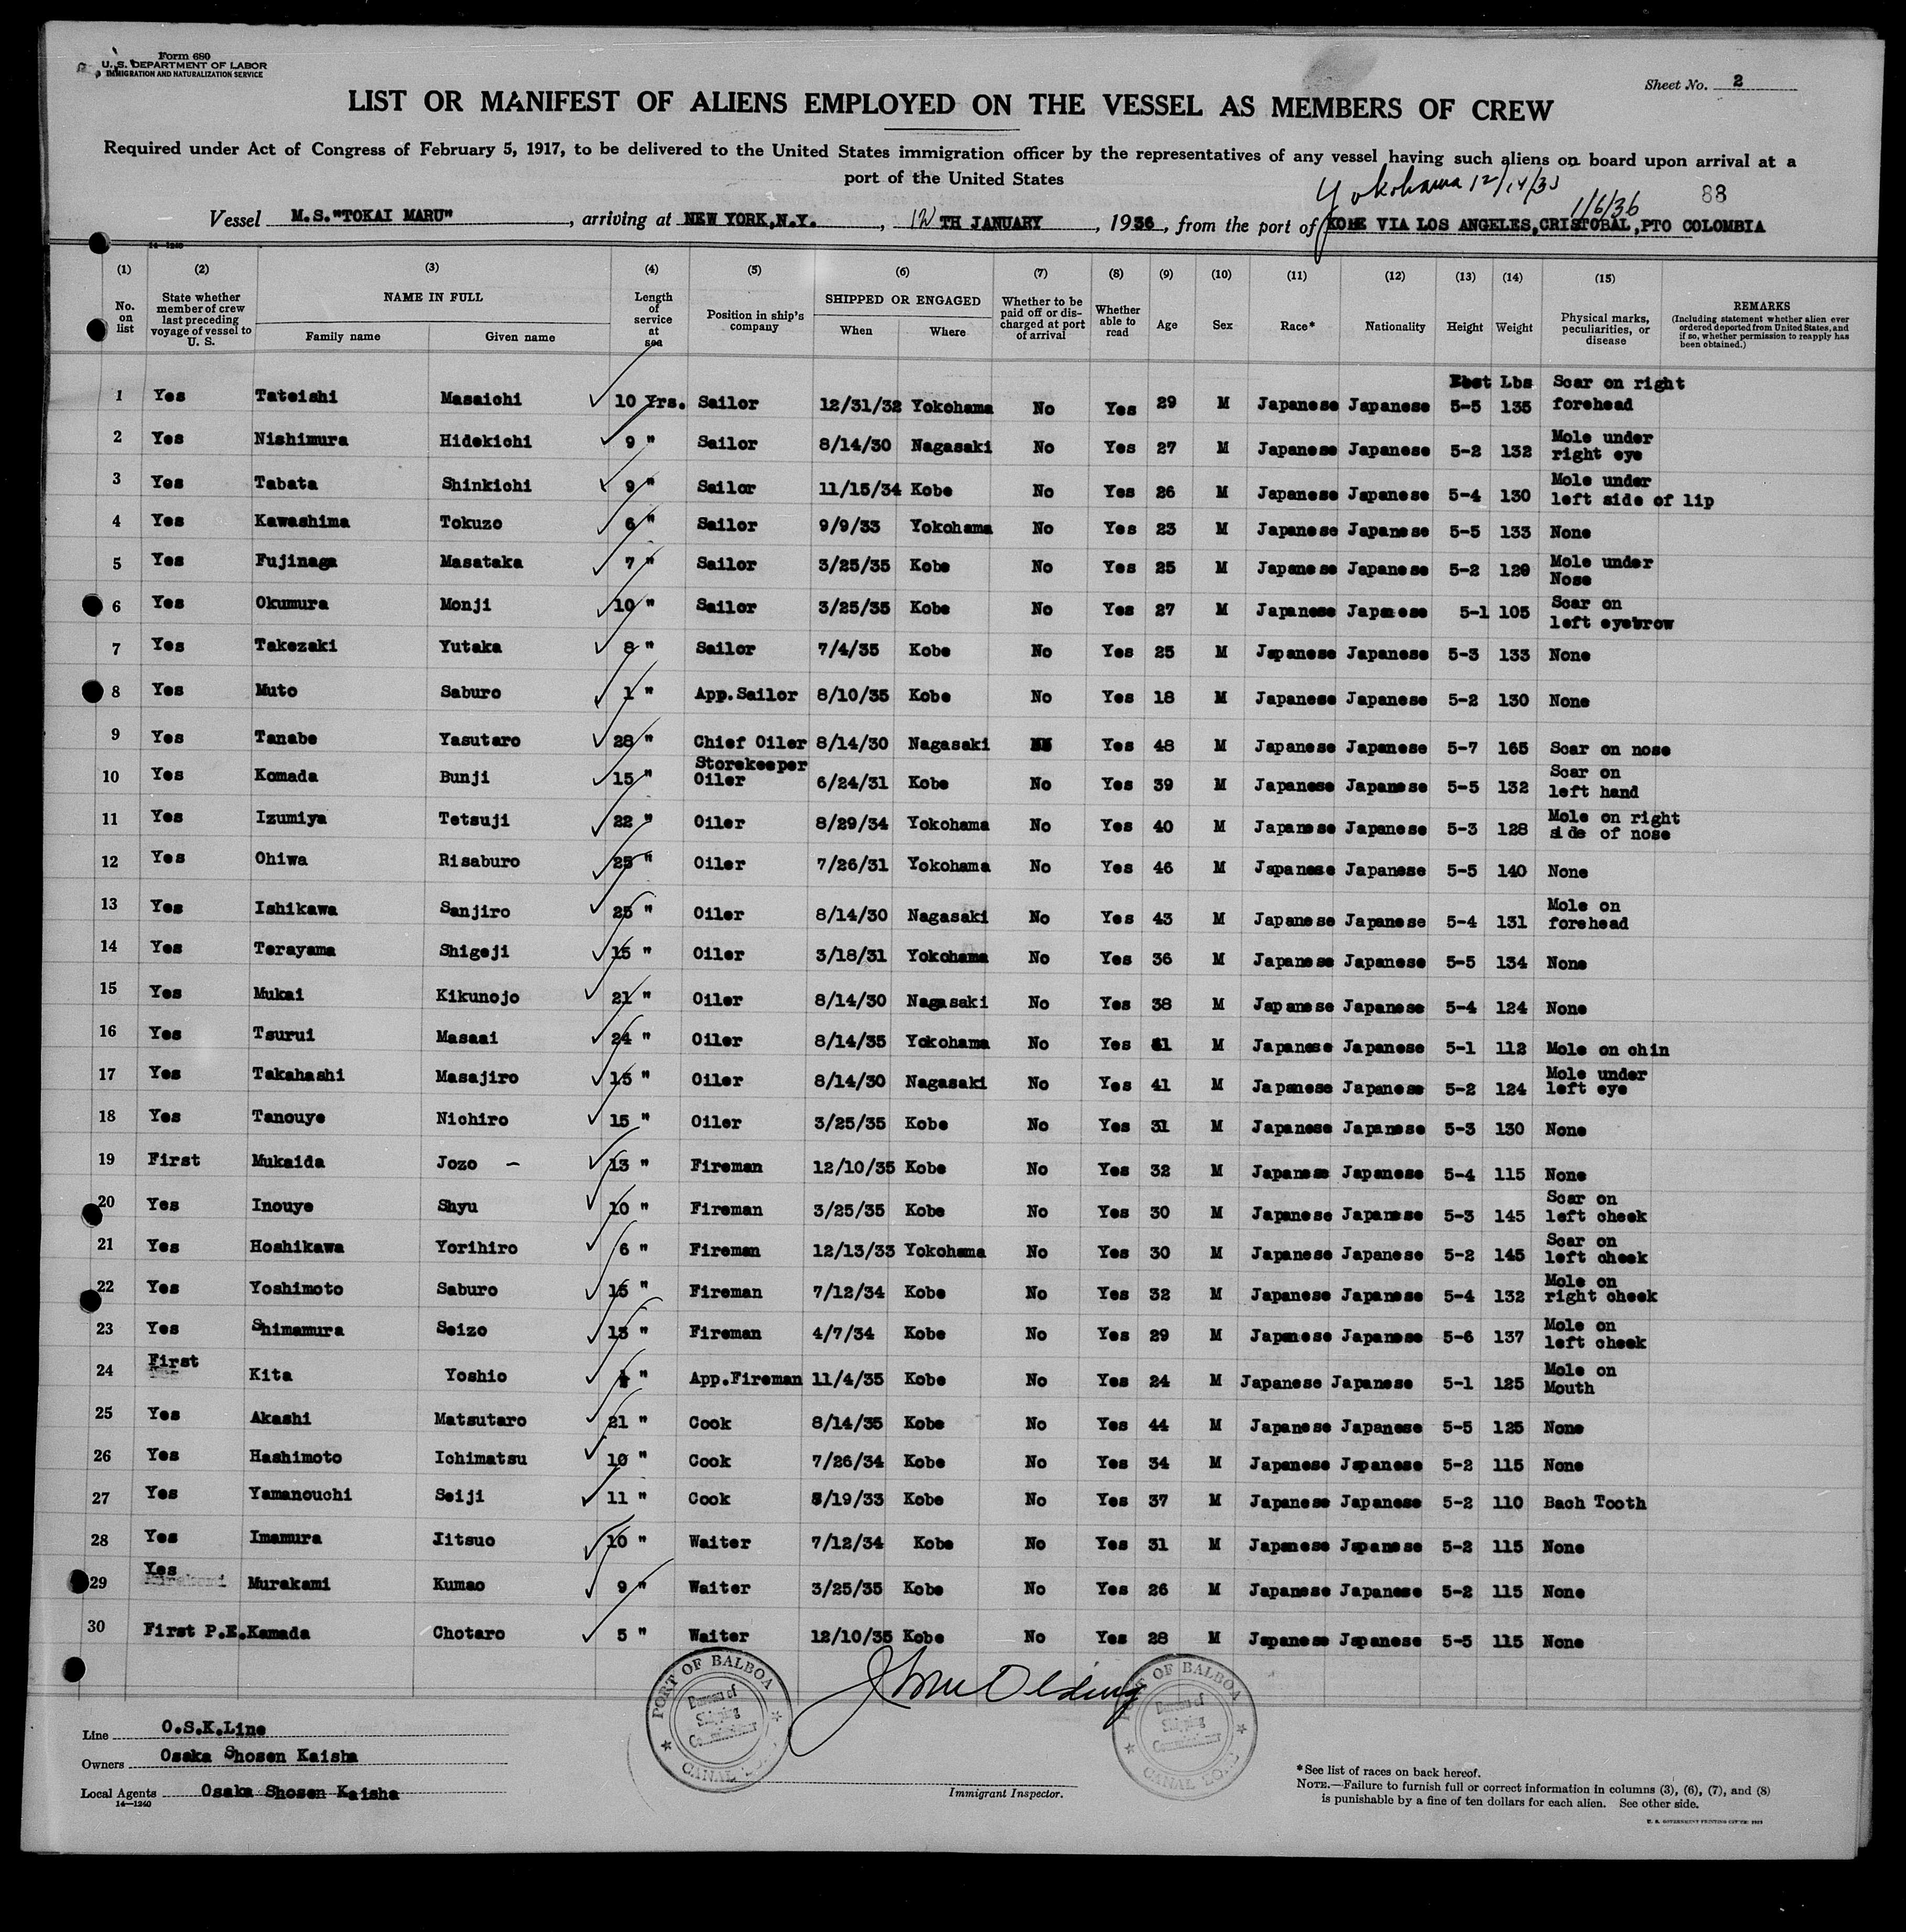 Form 680
U. S. DEPARTMENT OF LABOR
IMMIGRATION AND NATURALIZATION SERVICE
Sheet No. 2
LIST OR MANIFEST OF ALIENS EMPLOYED ON THE VESSEL AS MEMBERS OF CREW
Required under Act of Congress of February 5, 1917, to be delivered to the United States immigration officer by the representatives of any vessel having such aliens on board upon arrival at a
port of the United States
Yokohama 12/14/35
1/6/36
88
Vessel M.S."TOKAI MARU", arriving at NEW YORK,N.Y., 12 TH JANUARY, 1936, from the port of KOBE VIA LOS ANGELES,CRISTOBAL,PTO COLOMBIA
14-1240
(1) (2) (3) (4) (5) (6) (7) (8) (9) (10) (11) (12) (13) (14) (15)
No. on list
State whether member of crew last preceding voyage of vessel to U. S.
NAME IN FULL
Family name Given name
Length of service at sea
Position in ship's company
SHIPPED OR ENGAGED
When Where
Whether to be paid off or discharged at port of arrival
Whether able to read
Age
Sex
Race*
Nationality
Height
Weight
Physical marks, peculiarities, or disease
REMARKS
(Including statement whether alien ever ordered deported from United States, and if so, whether permission to reapply has been obtained.)
Lbs
1 Yes Tateishi Masaichi 10 Yrs. Sailor 12/31/32 Yokohama No Yes 29 M Japanese Japanese 5-5 135 Scar on right forehead
2 Yes Nishimura Hidekichi 9 " Sailor 8/14/30 Nagasaki No Yes 27 M Japanese Japanese 5-2 132 Mole under right eye
3 Yes Tabata Shinkichi 9 " Sailor 11/15/34 Kobe No Yes 26 M Japanese Japanese 5-4 130 Mole under left side of lip
4 Yes Kawashima Tokuzo 6 " Sailor 9/9/33 Yokohama No Yes 23 M Japanese Japanese 5-5 133 None
5 Yes Fujinaga Masataka 7 " Sailor 3/25/35 Kobe No Yes 25 M Japanese Japanese 5-2 129 Mole under Nose
6 Yes Okumura Monji 10 " Sailor 3/25/35 Kobe No Yes 27 M Japanese Japanese 5-1 105 Scar on left eyebrow
7 Yes Takezaki Yutaka 8 " Sailor 7/4/35 Kobe No Yes 25 M Japanese Japanese 5-3 133 None
8 Yes Muto Saburo 1 " App.Sailor 8/10/35 Kobe No Yes 18 M Japanese Japanese 5-2 130 None
9 Yes Tanabe Yasutaro 28 " Chief Oiler 8/14/30 Nagasaki Yes 48 M Japanese Japanese 5-7 165 Scar on nose
10 Yes Komada Bunji 15 " Storekeeper Oiler 6/24/31 Kobe No Yes 39 M Japanese Japanese 5-5 132 Scar on left hand
11 Yes Izumiya Tetsuji 22 " Oiler 8/29/34 Yokohama No Yes 40 M Japanese Japanese 5-3 128 Mole on right side of nose
12 Yes Ohiwa Risaburo 25 " Oiler 7/26/31 Yokohama No Yes 46 M Japanese Japanese 5-5 140 None
13 Yes Ishikawa Sanjiro 25 " Oiler 8/14/30 Nagasaki No Yes 43 M Japanese Japanese 5-4 131 Mole on forehead
14 Yes Terayama Shigeji 15 " Oiler 3/18/31 Yokohama No Yes 36 M Japanese Japanese 5-5 134 None
15 Yes Mukai Kikunojo 21 " Oiler 8/14/30 Nagasaki No Yes 38 M Japanese Japanese 5-4 124 None
16 Yes Tsurui Masaai 24 " Oiler 8/14/35 Yokohama No Yes M Japanese Japanese 5-1 112 Mole on chin
17 Yes Takahashi Masajiro 15 " Oiler 8/14/30 Nagasaki No Yes 41 M Japanese Japanese 5-2 124 Mole under left eye
18 Yes Tanouye Nichiro 15 " Oiler 3/25/35 Kobe No Yes 31 M Japanese Japanese 5-3 130 None
19 First Mukaida Jozo - 13 " Fireman 12/10/35 Kobe No Yes 32 M Japanese Japanese 5-4 115 None
20 Yes Inouye Shyu 10 " Fireman 3/25/35 Kobe No Yes 30 M Japanese Japanese 5-3 145 Scar on left cheek
21 Yes Hoshikawa Yorihiro 6 " Fireman 12/13/33 Yokohama No Yes 30 M Japanese Japanese 5-2 145 Scar on left cheek
22 Yes Yoshimoto Saburo 15 " Fireman 7/12/34 Kobe No Yes 32 M Japanese Japanese 5-4 132 Mole on right cheek
23 Yes Shimamura Seizo 13 " Fireman 4/7/34 Kobe No Yes 29 M Japanese Japanese 5-6 137 Mole on left cheek
24 First Kita Yoshio " App.Fireman 11/4/35 Kobe No Yes 24 M Japanese Japanese 5-1 125 Mole on Mouth
25 Yes Akashi Matsutaro 21 " Cook 8/14/35 Kobe No Yes 44 M Japanese Japanese 5-5 125 None
26 Yes Hashimoto Ichimatsu 10 " Cook 7/26/34 Kobe No Yes 34 M Japanese Japanese 5-2 115 None
27 Yes Yamanouchi Seiji 11 " Cook 8/19/33 Kobe No Yes 37 M Japanese Japanese 5-2 110 Bach Tooth
28 Yes Imamura Jitsuo 10 " Waiter 7/12/34 Kobe No Yes 31 M Japanese Japanese 5-2 115 None
29 Yes Murakami Kumao 9 " Waiter 3/25/35 Kobe No Yes 26 M Japanese Japanese 5-2 115 None
30 First P.E. Kamada Chotaro 5 " Waiter 12/10/35 Kobe No Yes 28 M Japanese Japanese 5-5 115 None
PORT OF BALBOA
Bureau of
Shipping
Commissioner
CANAL ZONE
PORT OF BALBOA
Bureau of
Shipping
Commissioner
CANAL ZONE
Line O.S.K.Line
Owners Osaka Shosen Kaisha
Local Agents Osaka Shosen Kaisha
14-1240
Immigrant Inspector.
*See list of races on back hereof.
NOTE.—Failure to furnish full or correct information in columns (3), (6), (7), and (8)
is punishable by a fine of ten dollars for each alien. See other side.